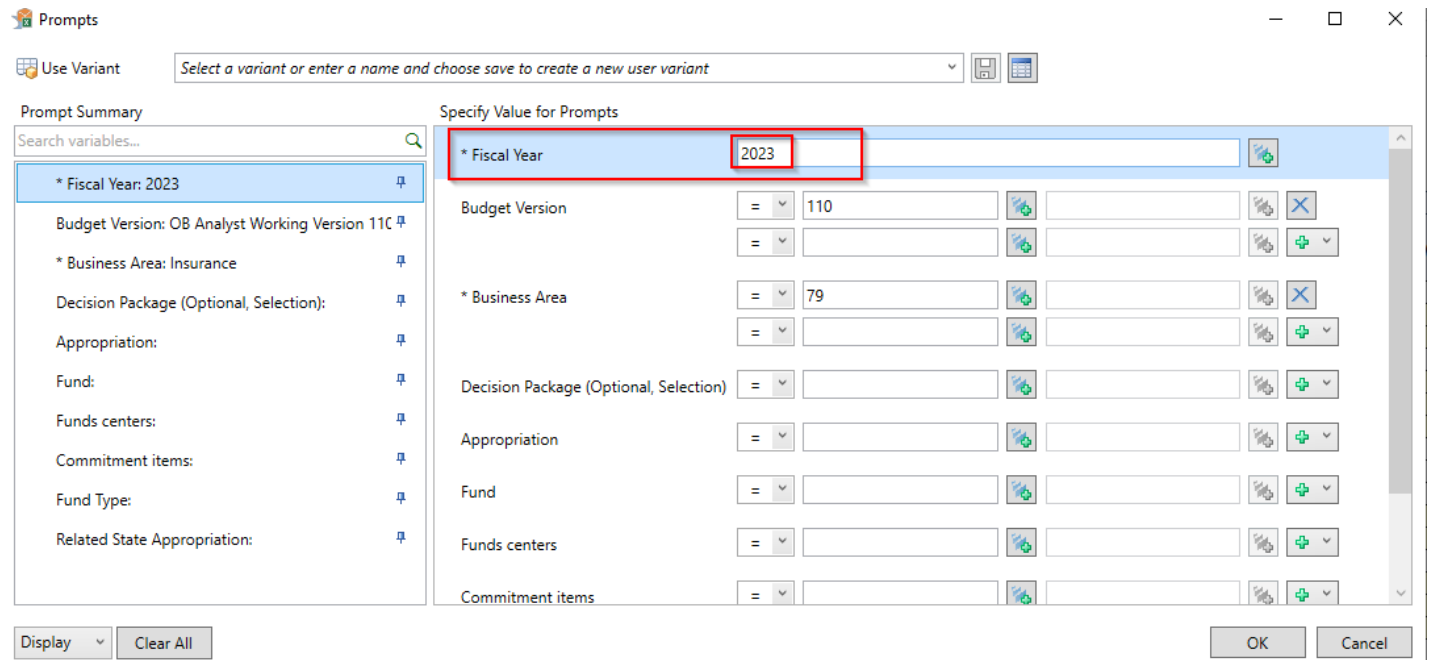 Prompts
Use Variant
Select a variant or enter a name and choose save to create a new user variant
Prompt Summary
Search variables...
* Fiscal Year: 2023
Budget Version: OB Analyst Working Version 110
* Business Area: Insurance
Decision Package (Optional, Selection):
Appropriation:
Fund:
Funds centers:
Commitment items:
Fund Type:
Related State Appropriation:
Specify Value for Prompts
* Fiscal Year 2023
Budget Version = 110
=
* Business Area = 79
=
Decision Package (Optional, Selection) =
Appropriation =
Fund =
Funds centers =
Commitment items =
Display Clear All OK Cancel